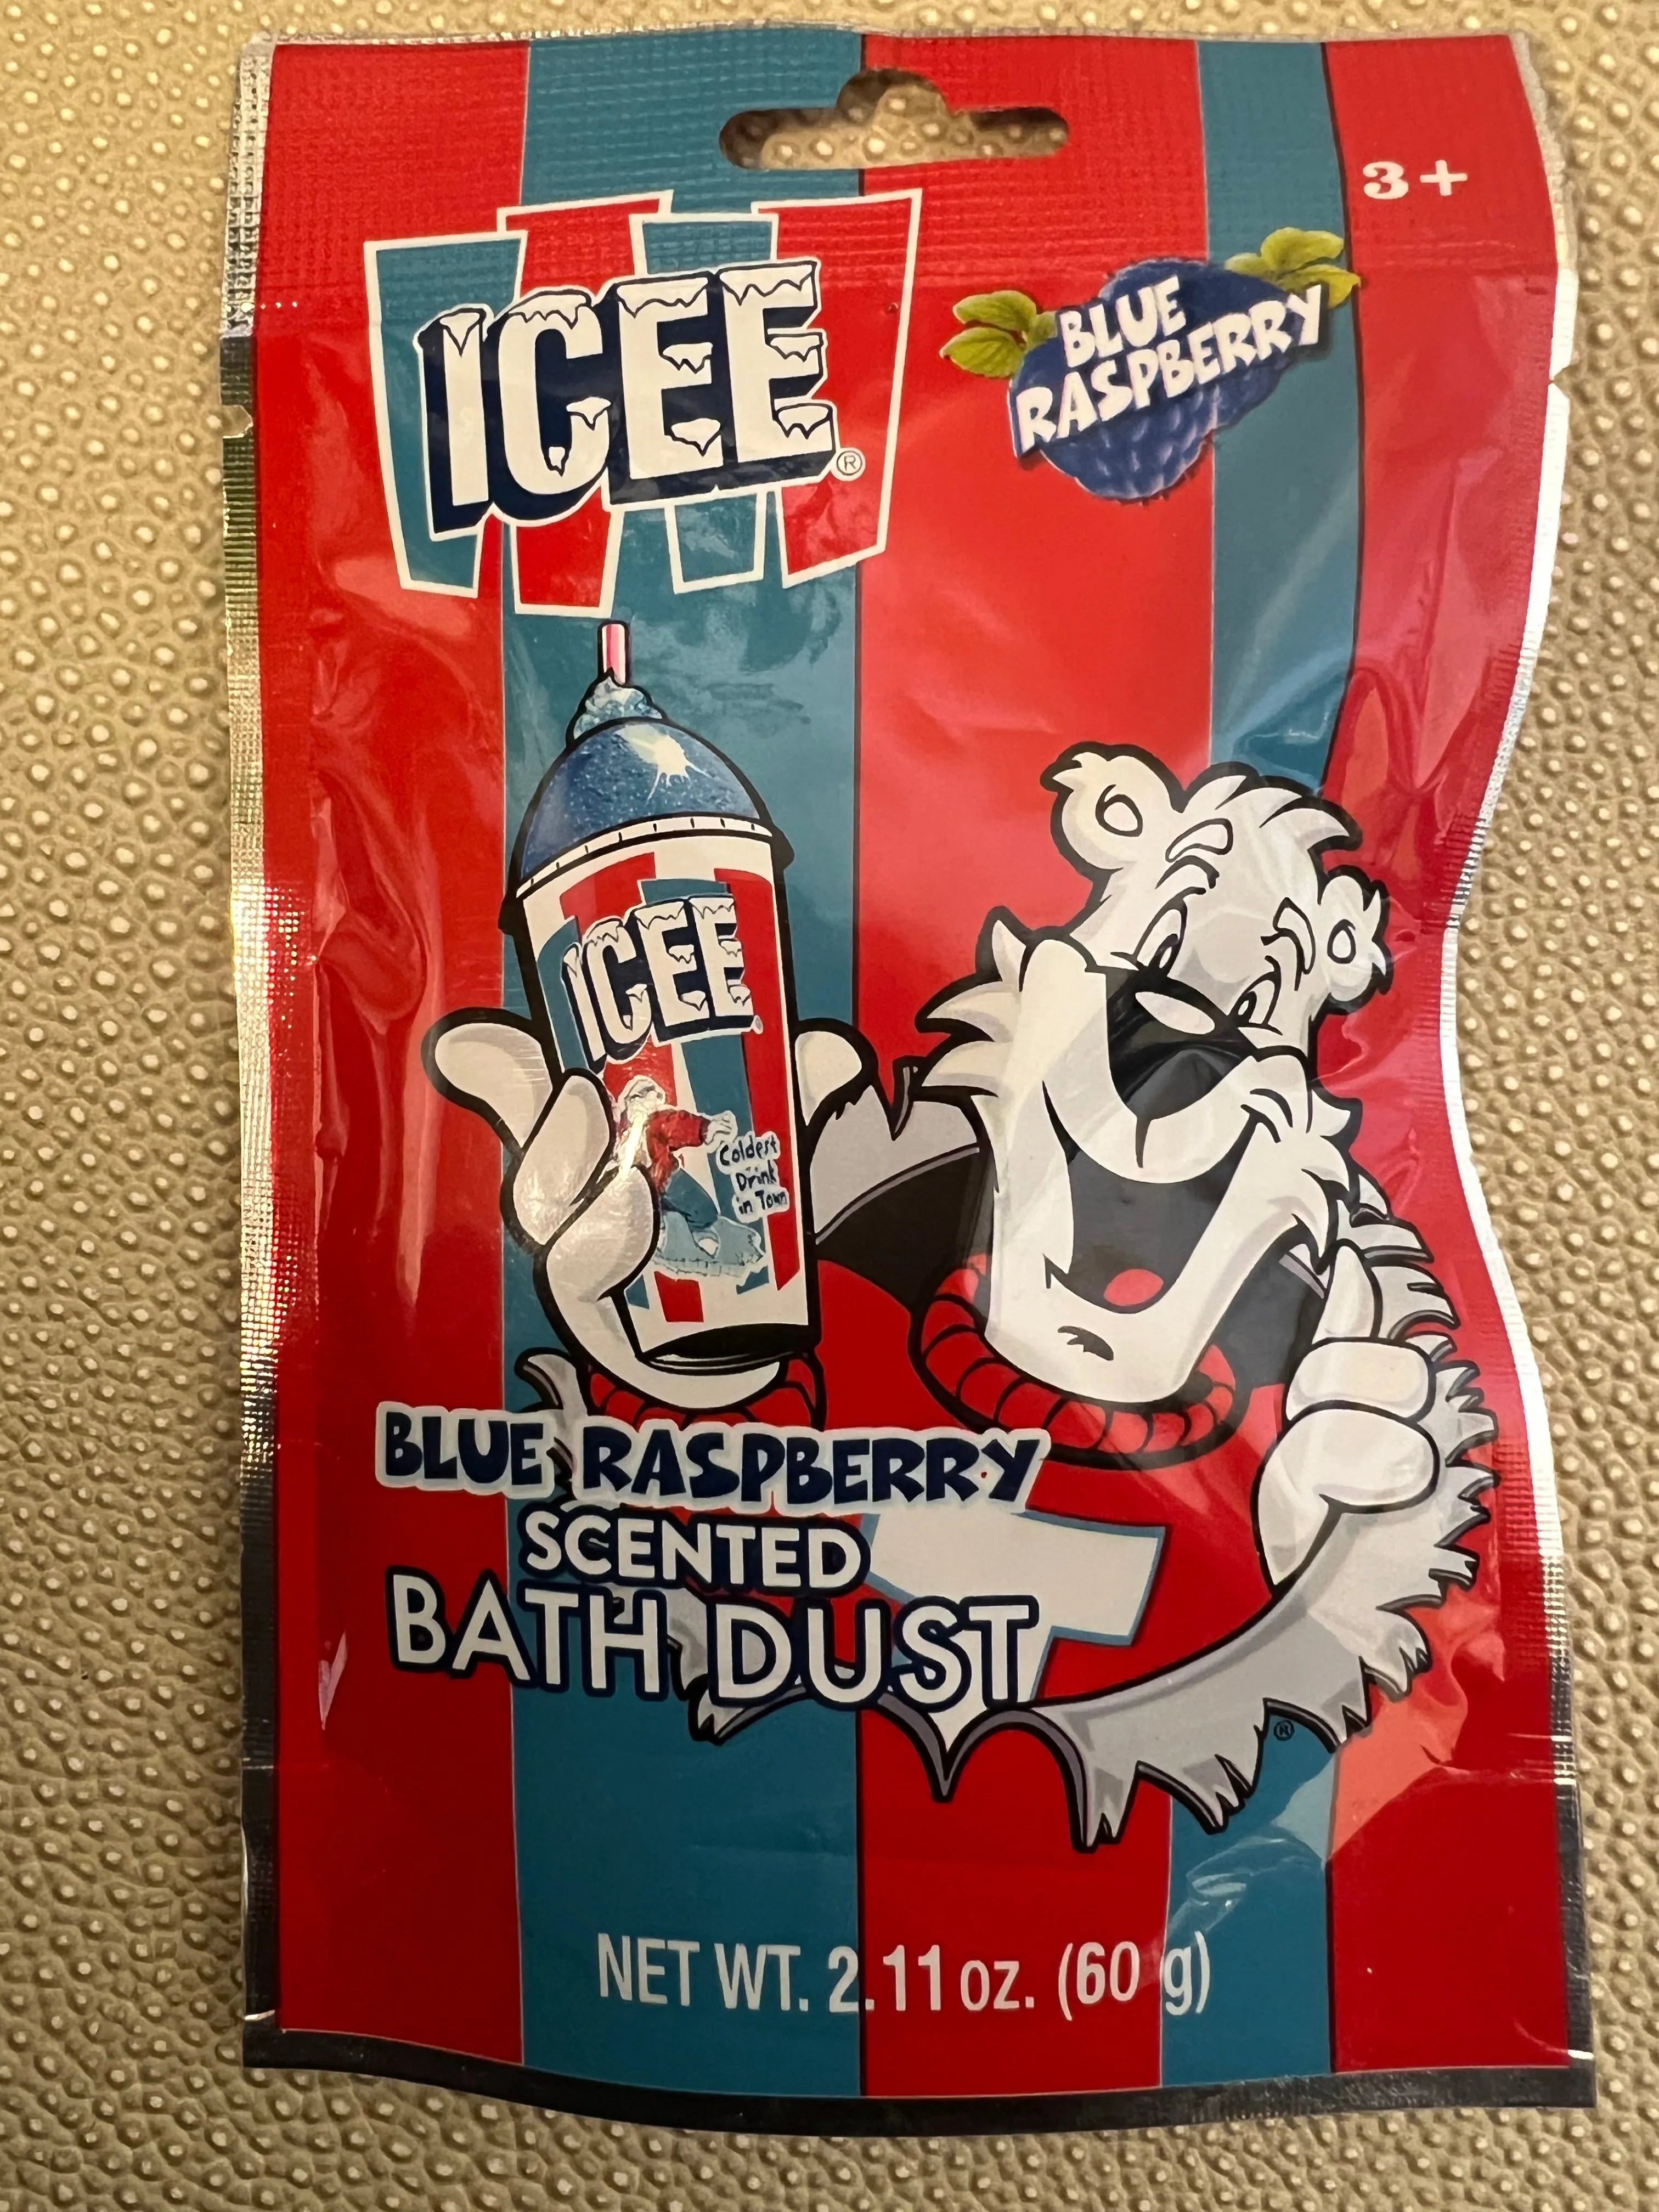 3+
ICEE®
BLUE
RASPBERRY
ICEE
Coldest
Drink
in Town
BLUE RASPBERRY
SCENTED
BATH DUST
®
NET WT. 2.11 oz. (60 g)